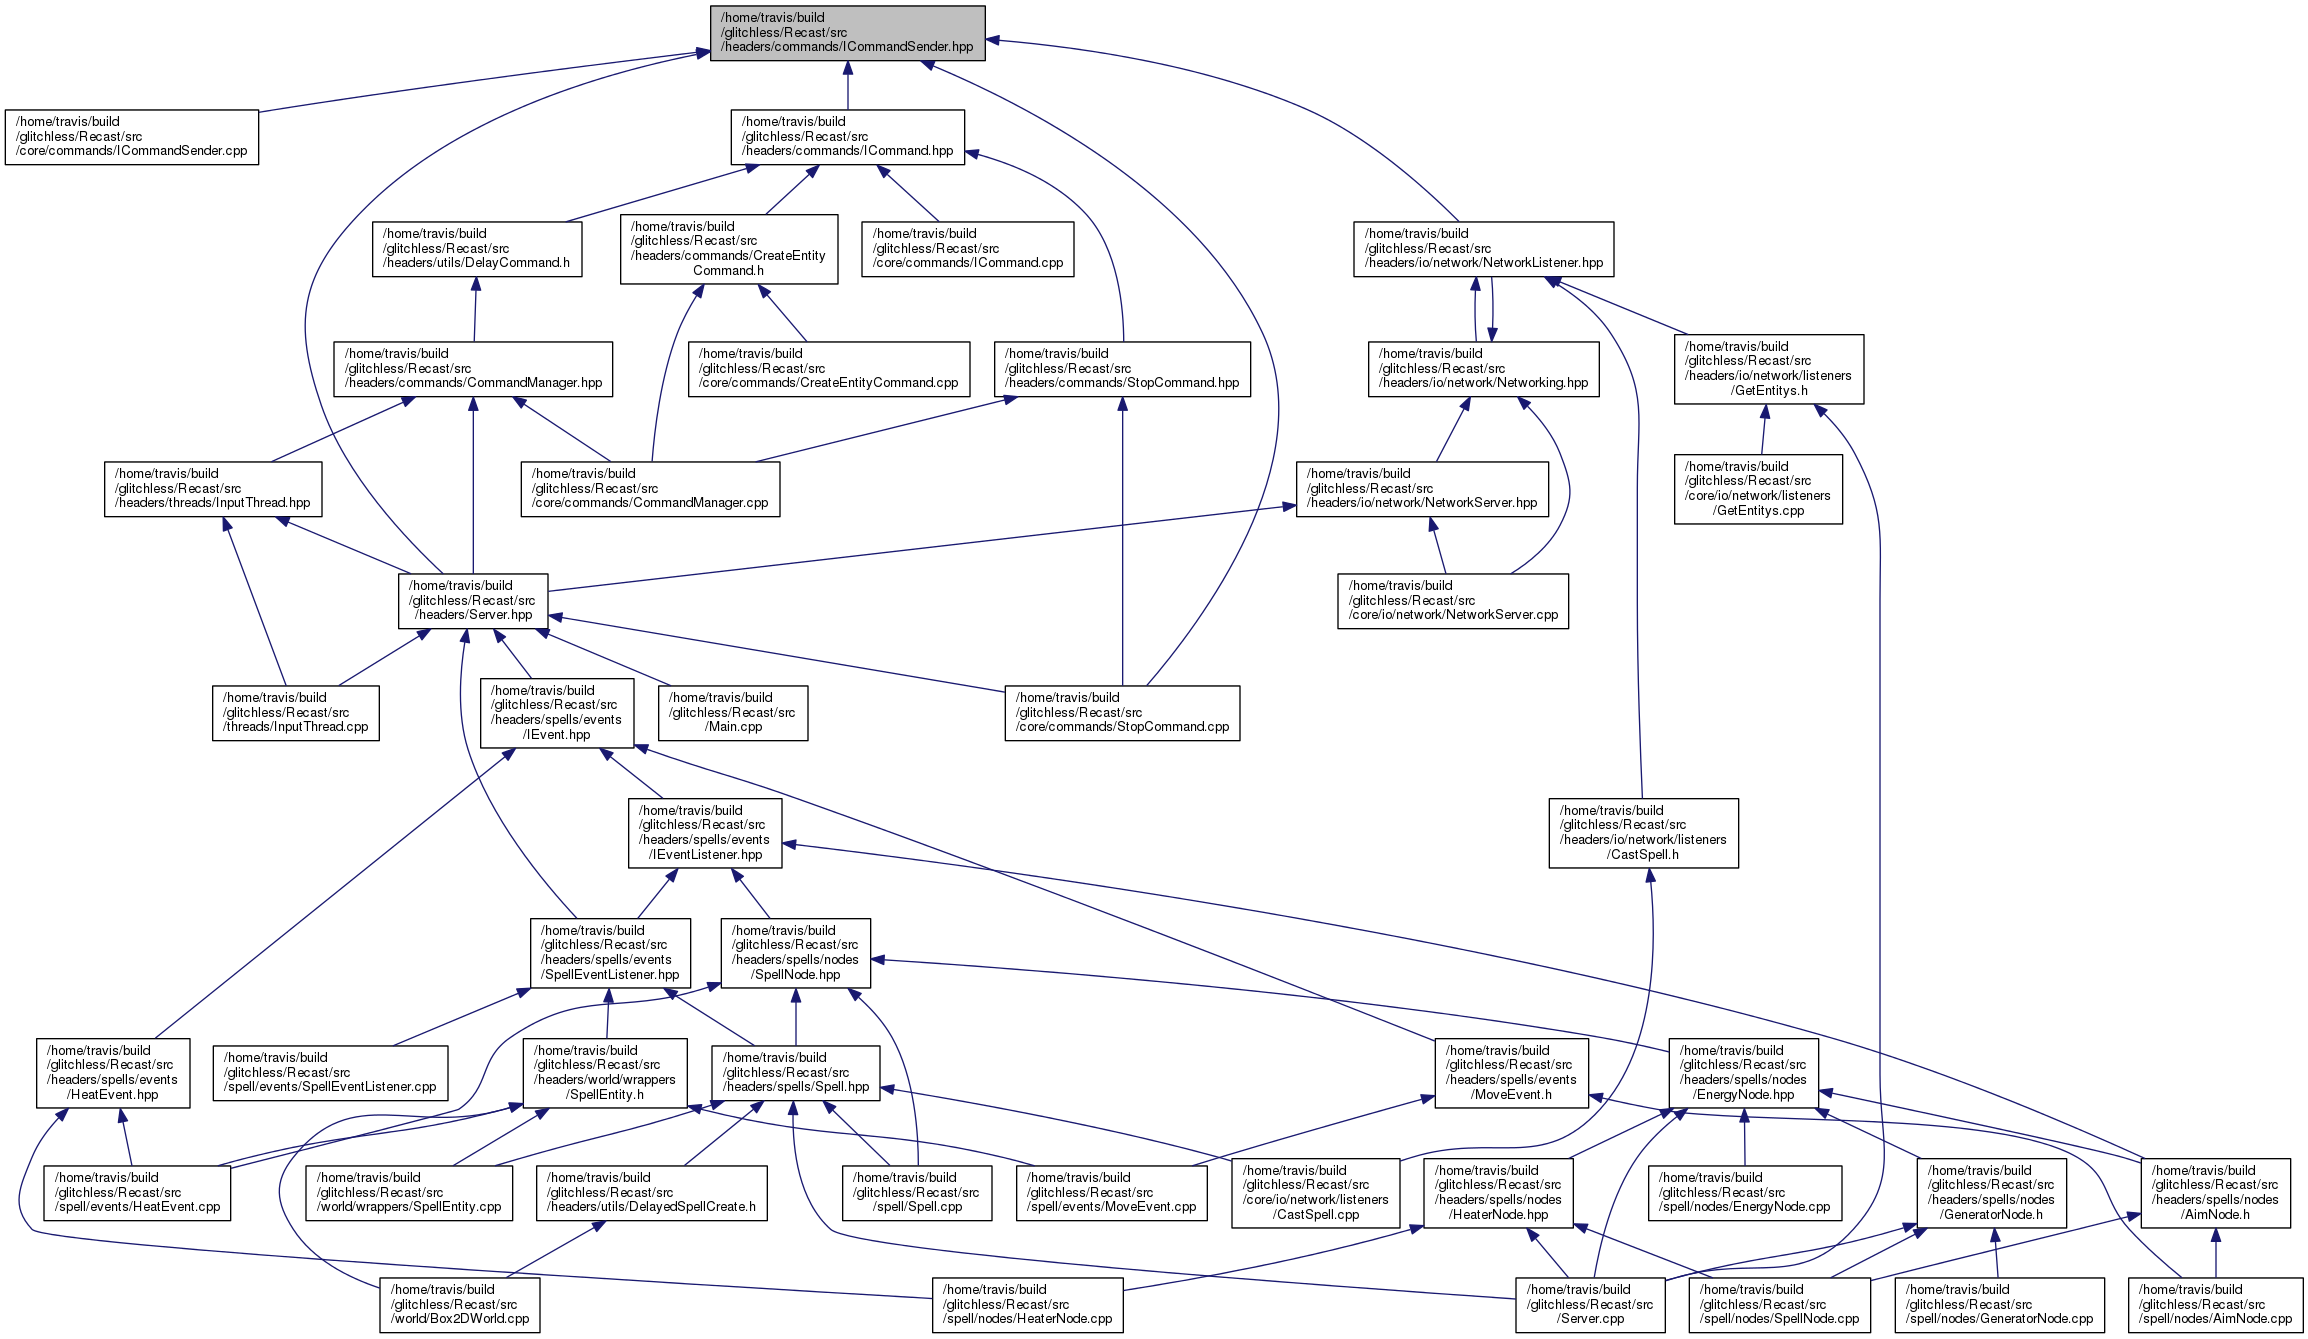 /home/travis/build
/glitchless/Recast/src
/headers/commands/ICommandSender.hpp
/home/travis/build
/glitchless/Recast/src
/core/commands/ICommandSender.cpp
/home/travis/build
/glitchless/Recast/src
/headers/commands/ICommand.hpp
/home/travis/build
/glitchless/Recast/src
/headers/utils/DelayCommand.h
/home/travis/build
/glitchless/Recast/src
/headers/commands/CreateEntity
Command.h
/home/travis/build
/glitchless/Recast/src
/core/commands/ICommand.cpp
/home/travis/build
/glitchless/Recast/src
/headers/io/network/NetworkListener.hpp
/home/travis/build
/glitchless/Recast/src
/headers/commands/CommandManager.hpp
/home/travis/build
/glitchless/Recast/src
/core/commands/CreateEntityCommand.cpp
/home/travis/build
/glitchless/Recast/src
/headers/commands/StopCommand.hpp
/home/travis/build
/glitchless/Recast/src
/headers/io/network/Networking.hpp
/home/travis/build
/glitchless/Recast/src
/headers/io/network/listeners
/GetEntitys.h
/home/travis/build
/glitchless/Recast/src
/headers/threads/InputThread.hpp
/home/travis/build
/glitchless/Recast/src
/core/commands/CommandManager.cpp
/home/travis/build
/glitchless/Recast/src
/headers/io/network/NetworkServer.hpp
/home/travis/build
/glitchless/Recast/src
/core/io/network/listeners
/GetEntitys.cpp
/home/travis/build
/glitchless/Recast/src
/headers/Server.hpp
/home/travis/build
/glitchless/Recast/src
/core/io/network/NetworkServer.cpp
/home/travis/build
/glitchless/Recast/src
/threads/InputThread.cpp
/home/travis/build
/glitchless/Recast/src
/headers/spells/events
/IEvent.hpp
/home/travis/build
/glitchless/Recast/src
/Main.cpp
/home/travis/build
/glitchless/Recast/src
/core/commands/StopCommand.cpp
/home/travis/build
/glitchless/Recast/src
/headers/spells/events
/IEventListener.hpp
/home/travis/build
/glitchless/Recast/src
/headers/io/network/listeners
/CastSpell.h
/home/travis/build
/glitchless/Recast/src
/headers/spells/events
/SpellEventListener.hpp
/home/travis/build
/glitchless/Recast/src
/headers/spells/nodes
/SpellNode.hpp
/home/travis/build
/glitchless/Recast/src
/headers/spells/events
/HeatEvent.hpp
/home/travis/build
/glitchless/Recast/src
/spell/events/SpellEventListener.cpp
/home/travis/build
/glitchless/Recast/src
/headers/world/wrappers
/SpellEntity.h
/home/travis/build
/glitchless/Recast/src
/headers/spells/Spell.hpp
/home/travis/build
/glitchless/Recast/src
/headers/spells/events
/MoveEvent.h
/home/travis/build
/glitchless/Recast/src
/headers/spells/nodes
/EnergyNode.hpp
/home/travis/build
/glitchless/Recast/src
/spell/events/HeatEvent.cpp
/home/travis/build
/glitchless/Recast/src
/world/wrappers/SpellEntity.cpp
/home/travis/build
/glitchless/Recast/src
/headers/utils/DelayedSpellCreate.h
/home/travis/build
/glitchless/Recast/src
/spell/Spell.cpp
/home/travis/build
/glitchless/Recast/src
/spell/events/MoveEvent.cpp
/home/travis/build
/glitchless/Recast/src
/core/io/network/listeners
/CastSpell.cpp
/home/travis/build
/glitchless/Recast/src
/headers/spells/nodes
/HeaterNode.hpp
/home/travis/build
/glitchless/Recast/src
/spell/nodes/EnergyNode.cpp
/home/travis/build
/glitchless/Recast/src
/headers/spells/nodes
/GeneratorNode.h
/home/travis/build
/glitchless/Recast/src
/headers/spells/nodes
/AimNode.h
/home/travis/build
/glitchless/Recast/src
/world/Box2DWorld.cpp
/home/travis/build
/glitchless/Recast/src
/spell/nodes/HeaterNode.cpp
/home/travis/build
/glitchless/Recast/src
/Server.cpp
/home/travis/build
/glitchless/Recast/src
/spell/nodes/SpellNode.cpp
/home/travis/build
/glitchless/Recast/src
/spell/nodes/GeneratorNode.cpp
/home/travis/build
/glitchless/Recast/src
/spell/nodes/AimNode.cpp